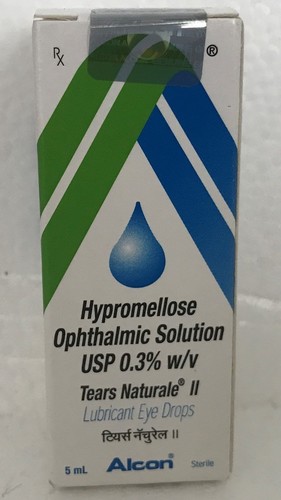 Rx ®
Hypromellose
Ophthalmic Solution
USP 0.3% w/v
Tears Naturale® II
Lubricant Eye Drops
टियर्स नॅचुरेल II
5 mL Alcon® Sterile